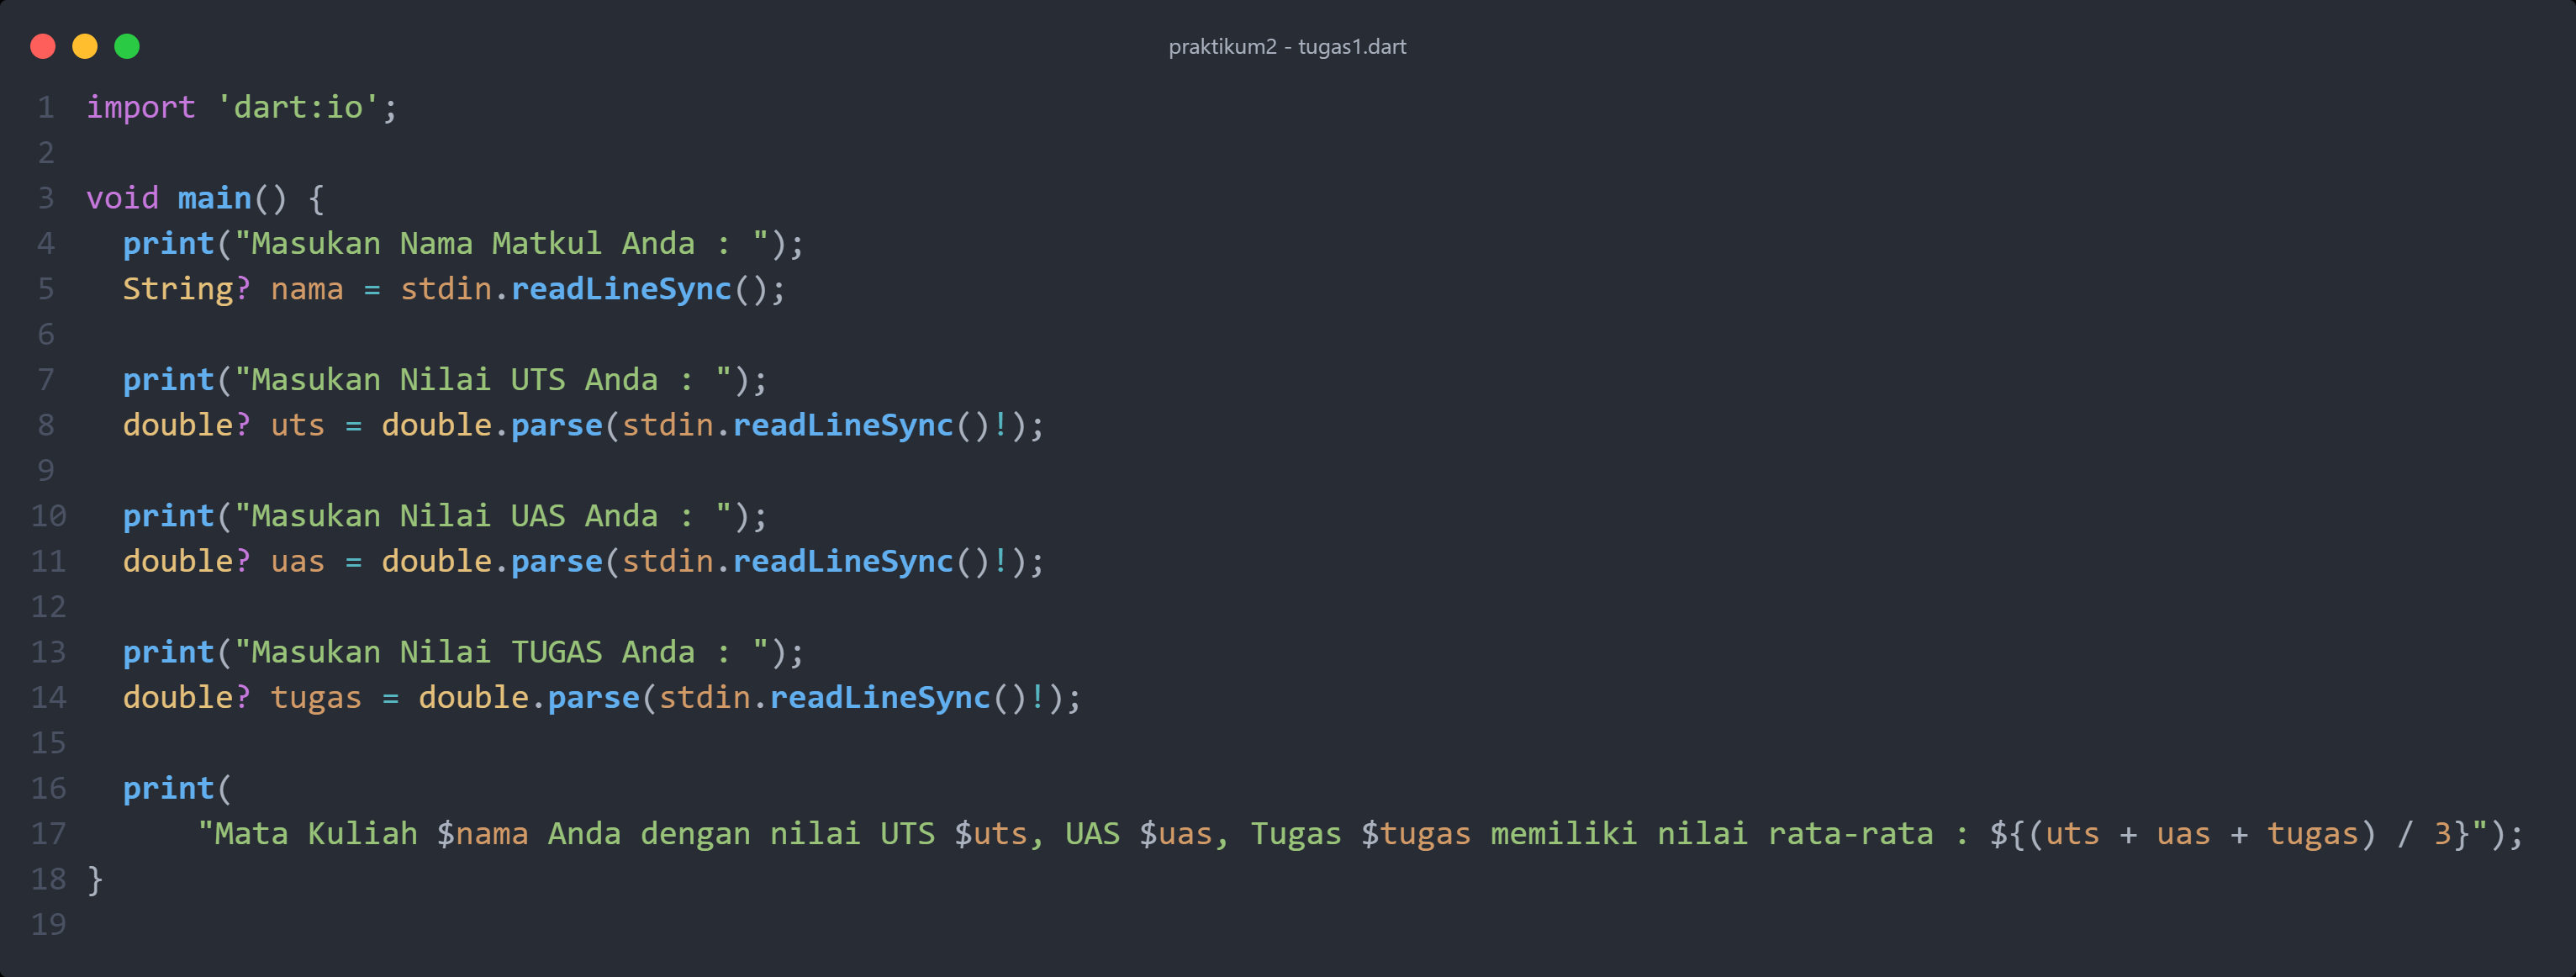 praktikum2 - tugas1.dart
1 import 'dart:io';
2
3 void main() {
4   print("Masukan Nama Matkul Anda : ");
5   String? nama = stdin.readLineSync();
6
7   print("Masukan Nilai UTS Anda : ");
8   double? uts = double.parse(stdin.readLineSync()!);
9
10   print("Masukan Nilai UAS Anda : ");
11   double? uas = double.parse(stdin.readLineSync()!);
12
13   print("Masukan Nilai TUGAS Anda : ");
14   double? tugas = double.parse(stdin.readLineSync()!);
15
16   print(
17       "Mata Kuliah $nama Anda dengan nilai UTS $uts, UAS $uas, Tugas $tugas memiliki nilai rata-rata : ${(uts + uas + tugas) / 3}");
18 }
19